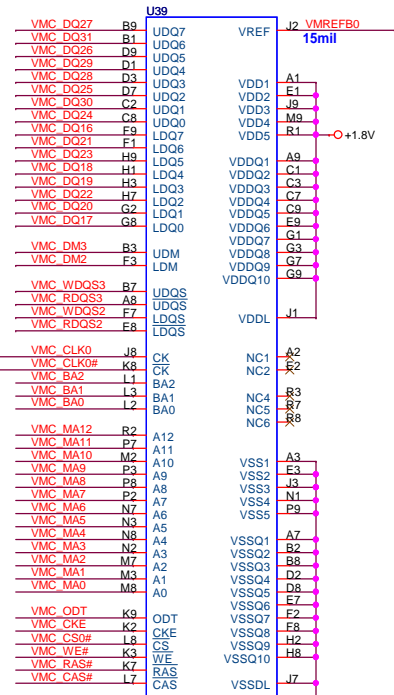 U39
VMC_DQ27 B9 UDQ7 VREF J2 VMREFB0
VMC_DQ31 B1 UDQ6 15mil
VMC_DQ26 D9 UDQ5
VMC_DQ29 D1 UDQ4
VMC_DQ28 D3 UDQ3 VDD1 A1
VMC_DQ25 D7 UDQ2 VDD2 E1
VMC_DQ30 C2 UDQ1 VDD3 J9
VMC_DQ24 C8 UDQ0 VDD4 M9
VMC_DQ16 F9 LDQ7 VDD5 R1 +1.8V
VMC_DQ21 F1 LDQ6
VMC_DQ23 H9 LDQ5 VDDQ1 A9
VMC_DQ18 H1 LDQ4 VDDQ2 C1
VMC_DQ19 H3 LDQ3 VDDQ3 C3
VMC_DQ22 H7 LDQ2 VDDQ4 C7
VMC_DQ20 G2 LDQ1 VDDQ5 C9
VMC_DQ17 G8 LDQ0 VDDQ6 E9
VDDQ7 G1
VMC_DM3 B3 UDM VDDQ8 G3
VMC_DM2 F3 LDM VDDQ9 G7
VDDQ10 G9
VMC_WDQS3 B7 UDQS
VMC_RDQS3 A8 UDQS
VMC_WDQS2 F7 LDQS VDDL J1
VMC_RDQS2 E8 LDQS
VMC_CLK0 J8 CK NC1 A2
VMC_CLK0# K8 CK NC2 E2
VMC_BA2 L1 BA2
VMC_BA1 L3 BA1 NC4 R3
VMC_BA0 L2 BA0 NC5 R7
NC6 R8
VMC_MA12 R2 A12
VMC_MA11 P7 A11
VMC_MA10 M2 A10 VSS1 A3
VMC_MA9 P3 A9 VSS2 E3
VMC_MA8 P8 A8 VSS3 J3
VMC_MA7 P2 A7 VSS4 N1
VMC_MA6 N7 A6 VSS5 P9
VMC_MA5 N3 A5
VMC_MA4 N8 A4 VSSQ1 A7
VMC_MA3 N2 A3 VSSQ2 B2
VMC_MA2 M7 A2 VSSQ3 B8
VMC_MA1 M3 A1 VSSQ4 D2
VMC_MA0 M8 A0 VSSQ5 D8
VSSQ6 E7
VMC_ODT K9 ODT VSSQ7 F2
VMC_CKE K2 CKE VSSQ8 F8
VMC_CS0# L8 CS VSSQ9 H2
VMC_WE# K3 WE VSSQ10 H8
VMC_RAS# K7 RAS
VMC_CAS# L7 CAS VSSDL J7